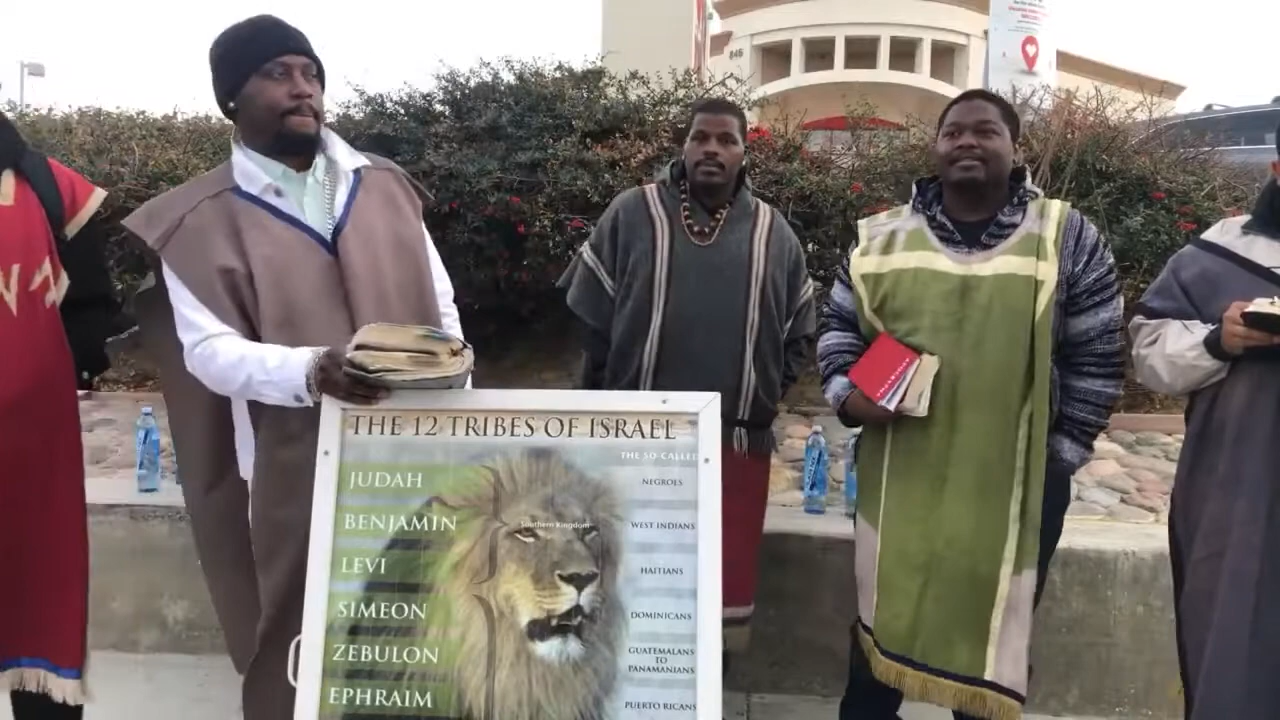 846
THE 12 TRIBES OF ISRAEL
THE SO-CALLED
JUDAH
NEGROES
BENJAMIN
Southern Kingdom
WEST INDIANS
LEVI
HAITIANS
SIMEON
DOMINICANS
ZEBULON
GUATEMALANS
TO
PANAMANIANS
EPHRAIM
PUERTO RICANS